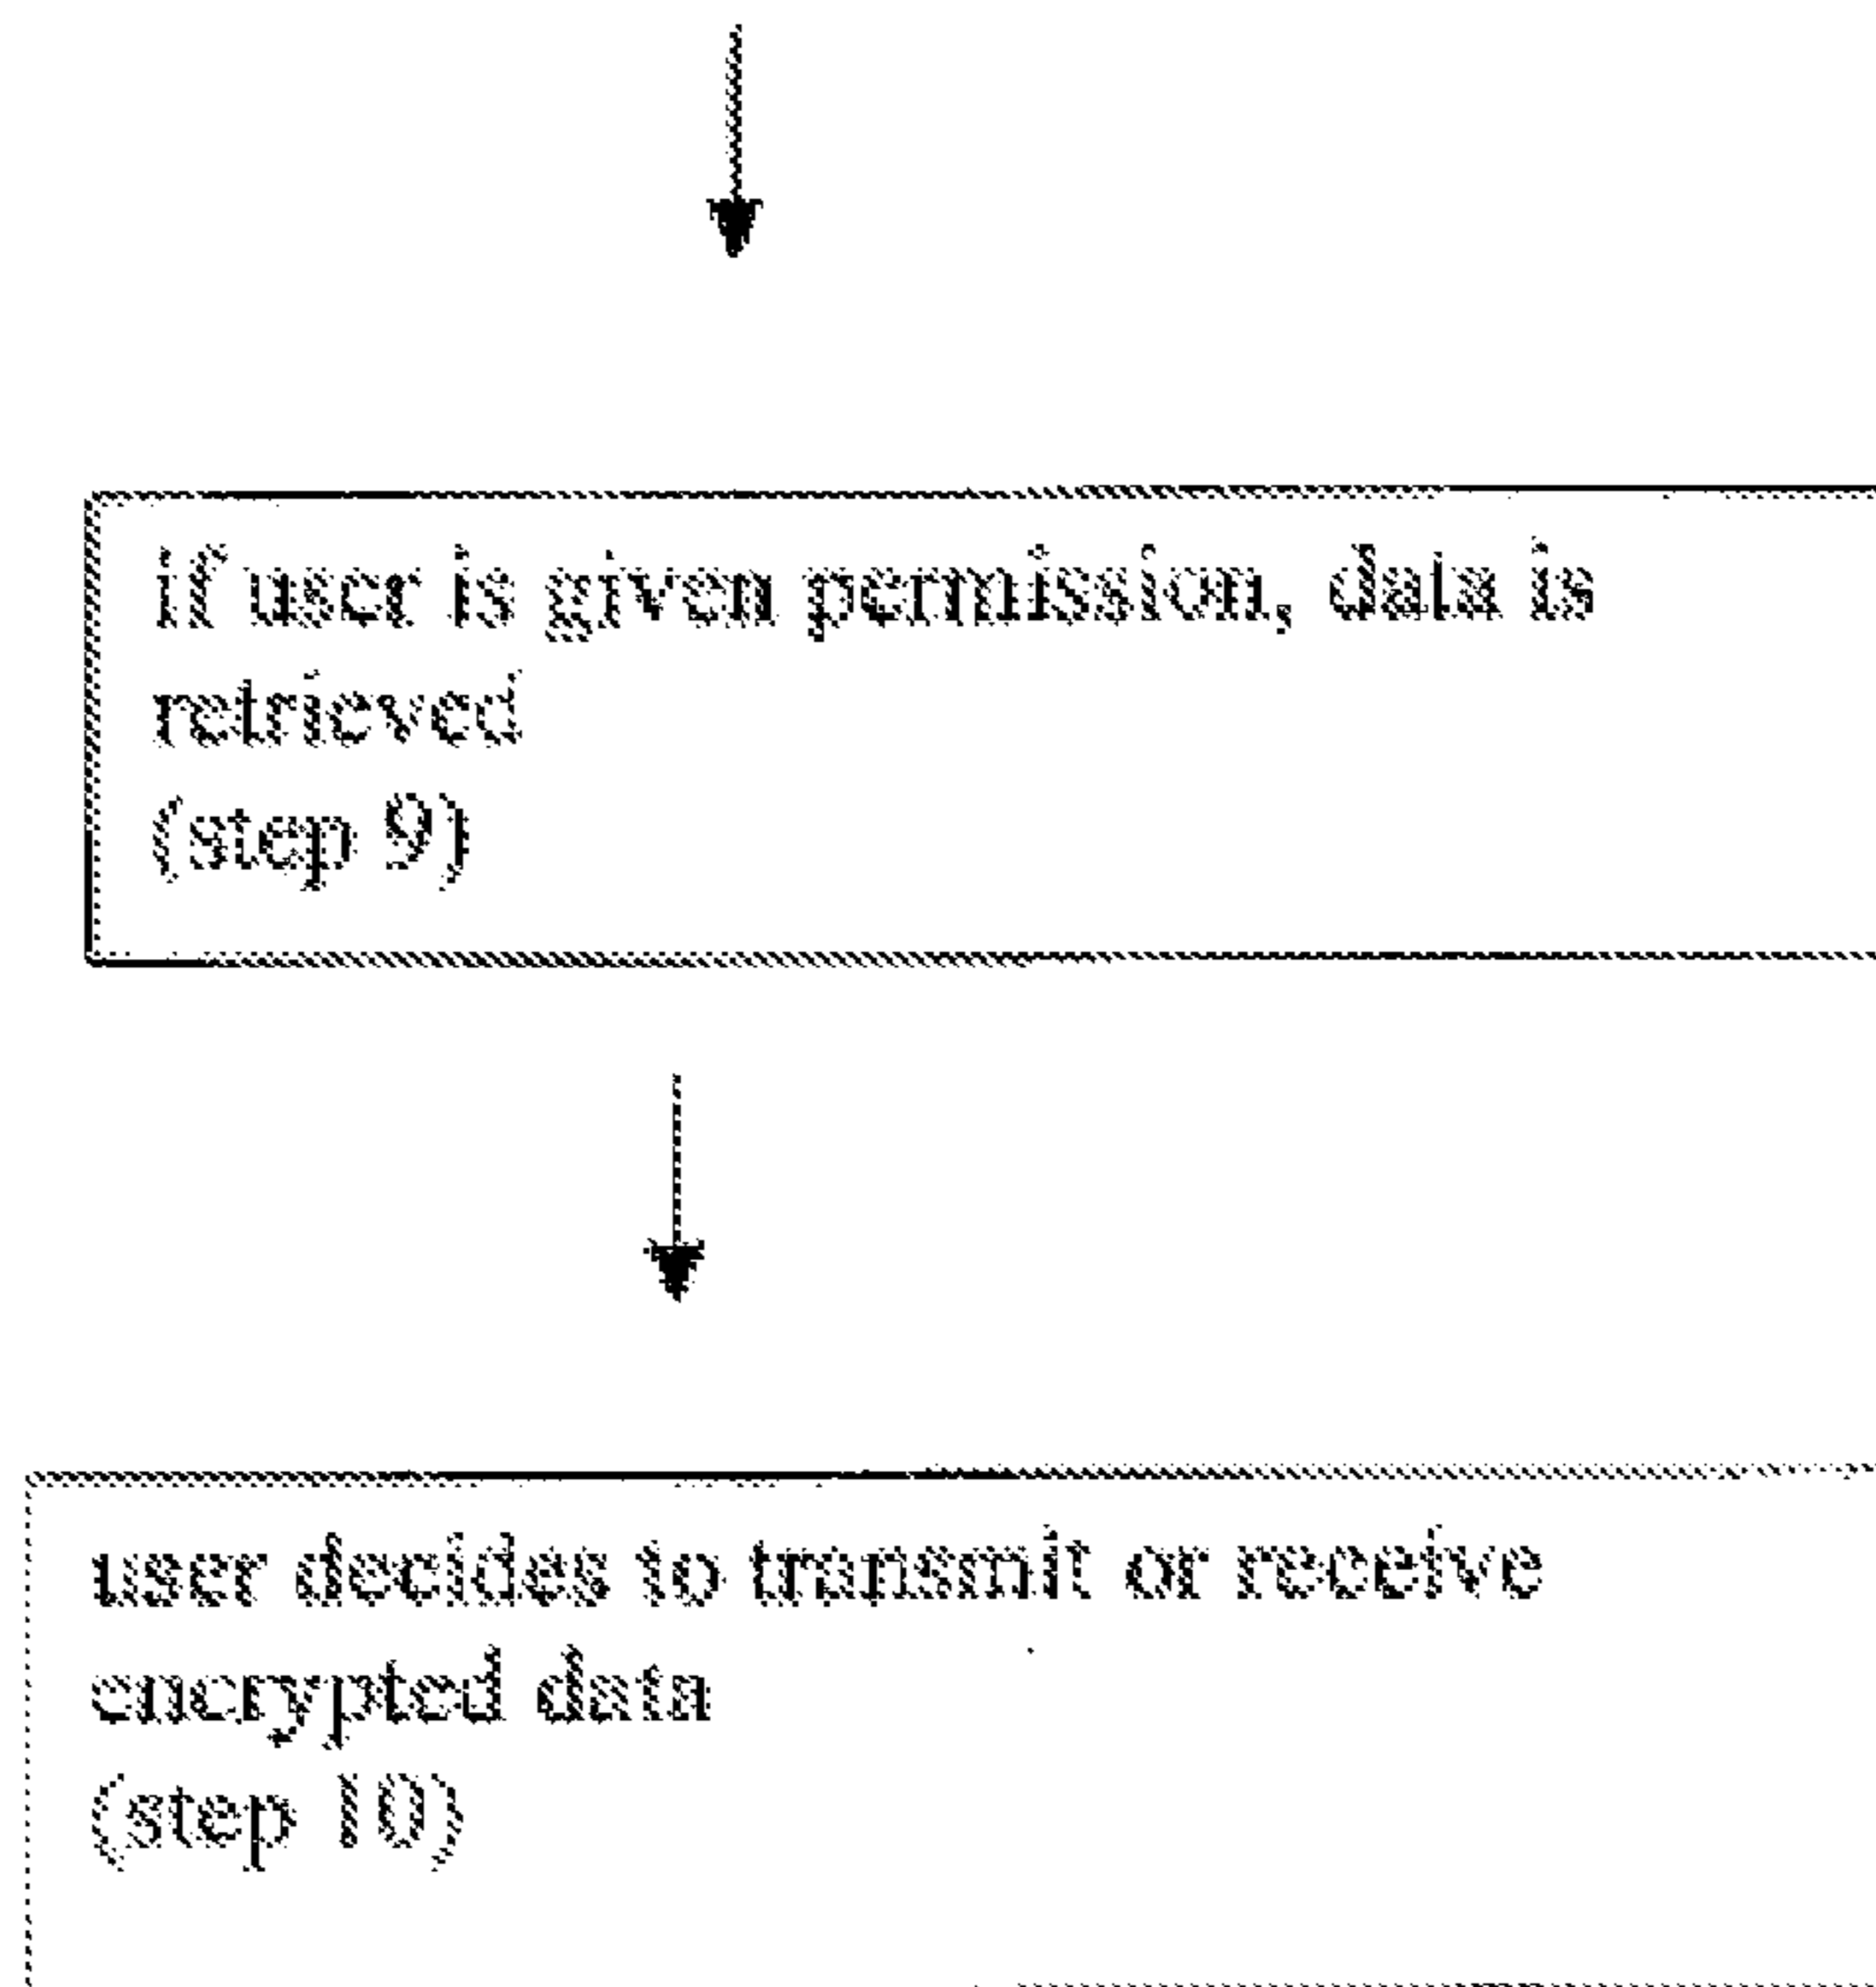 if user is given permission, data is
retrieved
(step 9)
user decides to transmit or receive
encrypted data
(step 10)